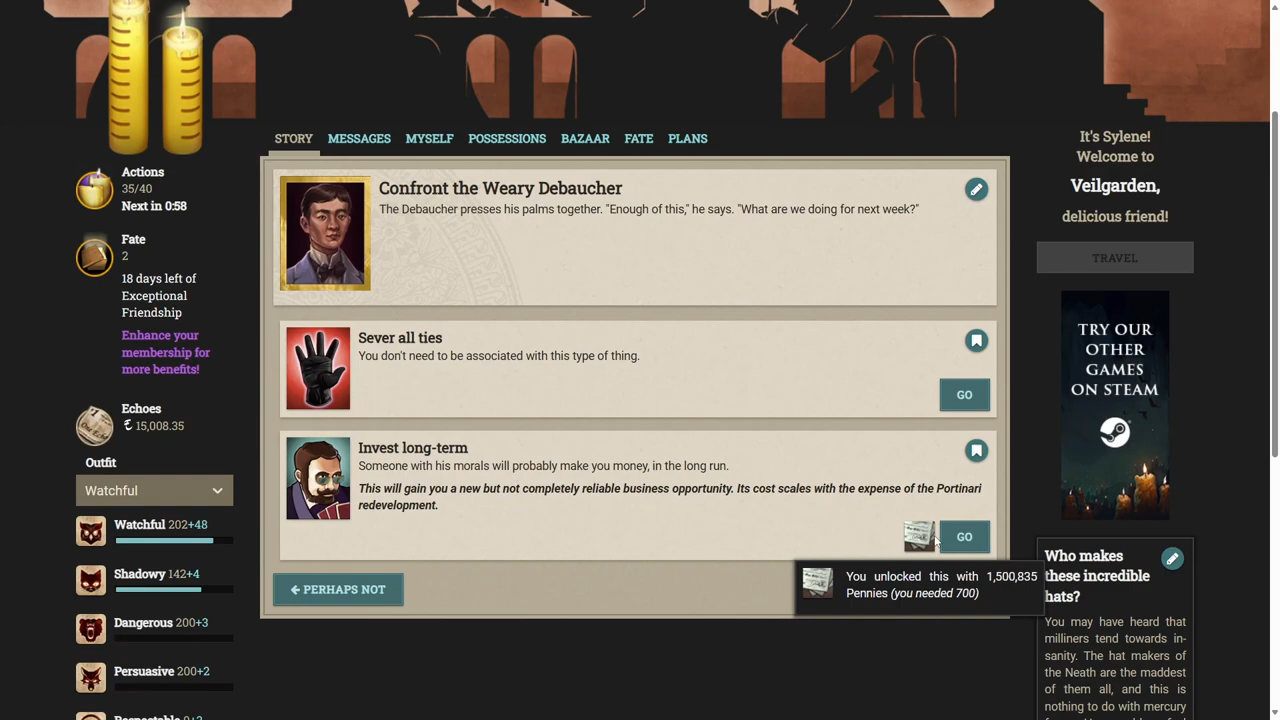 STORY MESSAGES MYSELF POSSESSIONS BAZAAR FATE PLANS
Actions
35/40
Next in 0:58
Fate
2
18 days left of
Exceptional
Friendship
Enhance your
membership for
more benefits!
Echoes
15,008.35
Outfit
Watchful
Watchful 202+48
Shadowy 142+4
Dangerous 200+3
Persuasive 200+2
Confront the Weary Debaucher
The Debaucher presses his palms together. "Enough of this," he says. "What are we doing for next week?"
Sever all ties
You don't need to be associated with this type of thing.
GO
Invest long-term
Someone with his morals will probably make you money, in the long run.
This will gain you a new but not completely reliable business opportunity. Its cost scales with the expense of the Portinari
redevelopment.
GO
PERHAPS NOT
You unlocked this with 1,500,835
Pennies (you needed 700)
It's Sylene!
Welcome to
Veilgarden,
delicious friend!
TRAVEL
TRY OUR
OTHER
GAMES
ON STEAM
Who makes
these incredible
hats?
You may have heard that
milliners tend towards in-
sanity. The hat makers of
the Neath are the maddest
of them all, and this is
nothing to do with mercury